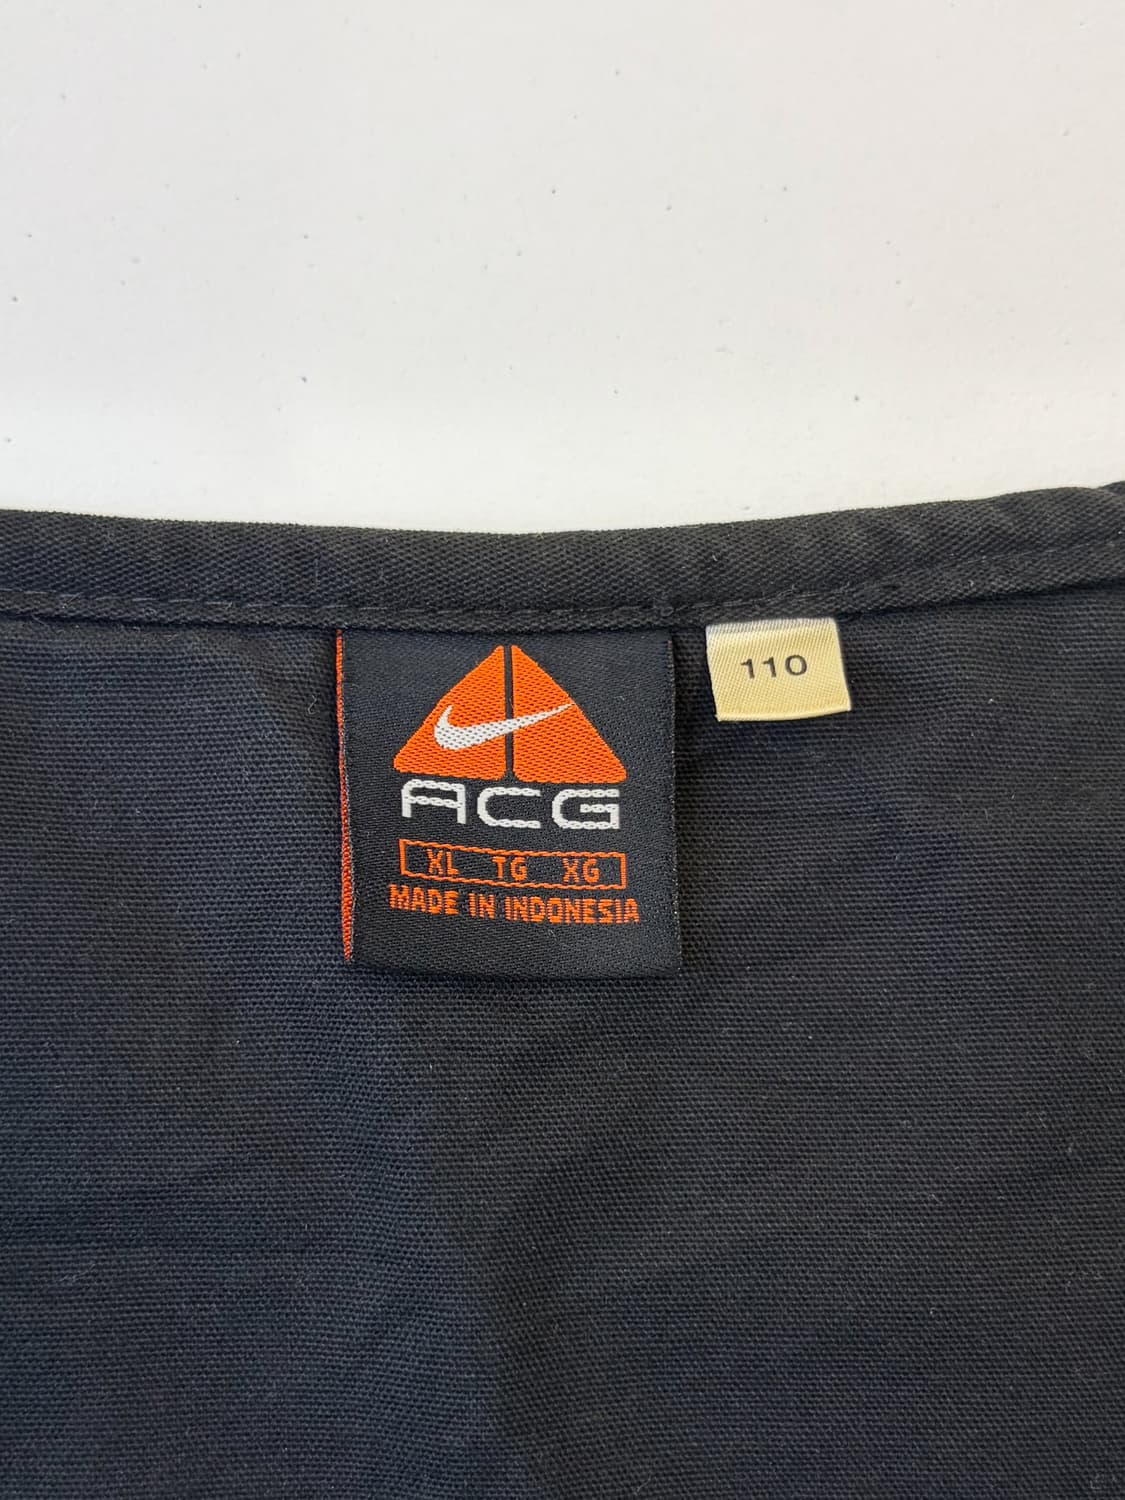 110
ACG
XL TG XG
MADE IN INDONESIA